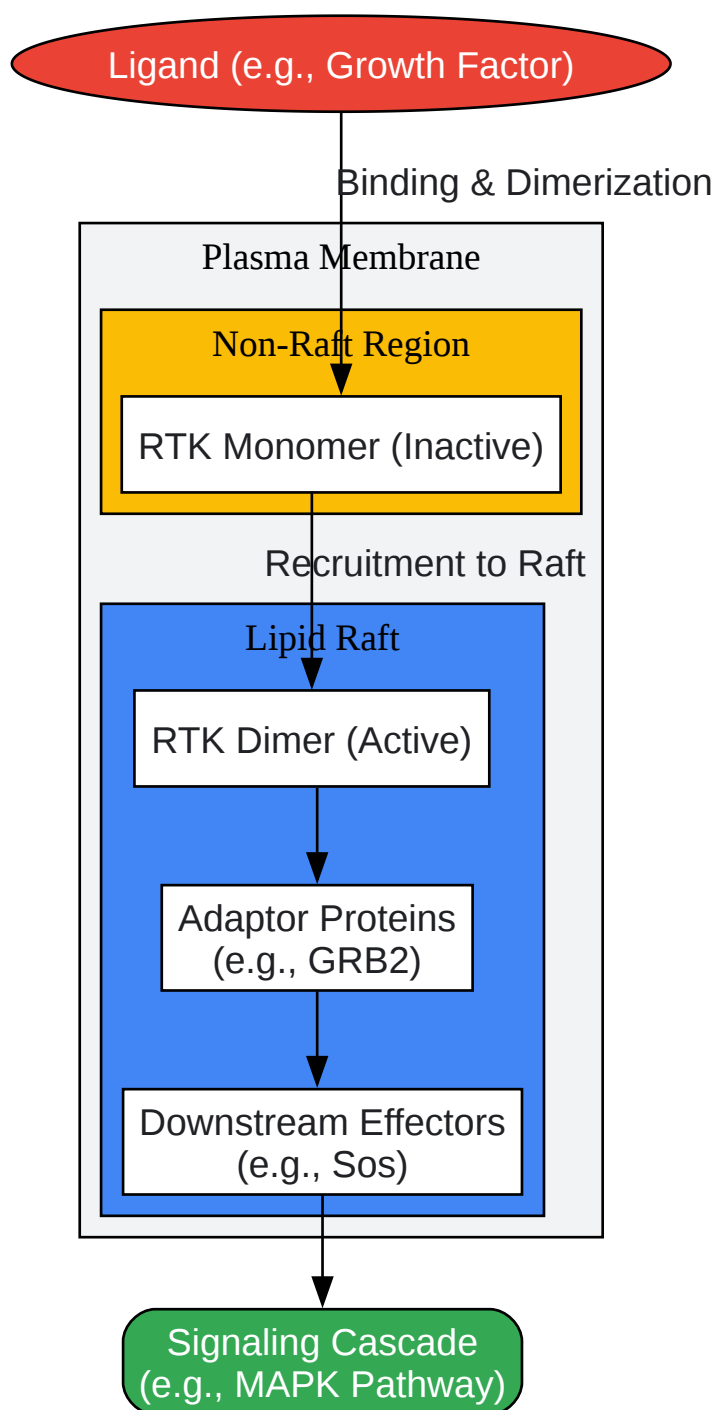 Ligand (e.g., Growth Factor)
Binding & Dimerization
Plasma Membrane
Non-Raft Region
RTK Monomer (Inactive)
Recruitment to Raft
Lipid Raft
RTK Dimer (Active)
Adaptor Proteins
(e.g., GRB2)
Downstream Effectors
(e.g., Sos)
Signaling Cascade
(e.g., MAPK Pathway)